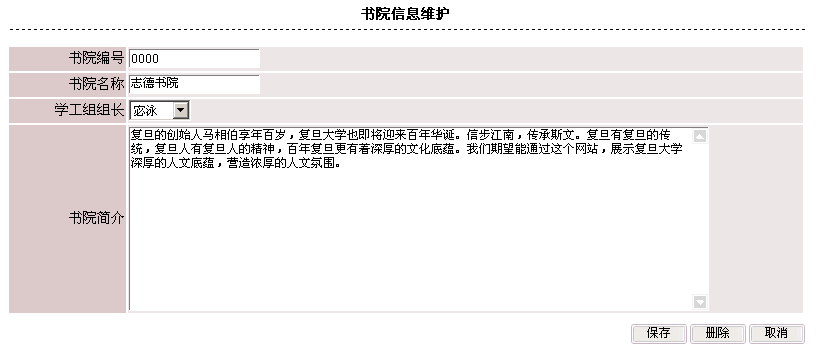 书院信息维护
书院编号 0000
书院名称 志德书院
学工组组长 宓泳
书院简介
复旦的创始人马相伯享年百岁，复旦大学也即将迎来百年华诞。信步江南，传承斯文。复旦有复旦的传
统，复旦人有复旦人的精神，百年复旦更有着深厚的文化底蕴。我们期望能通过这个网站，展示复旦大学
深厚的人文底蕴，营造浓厚的人文氛围。
保存 删除 取消